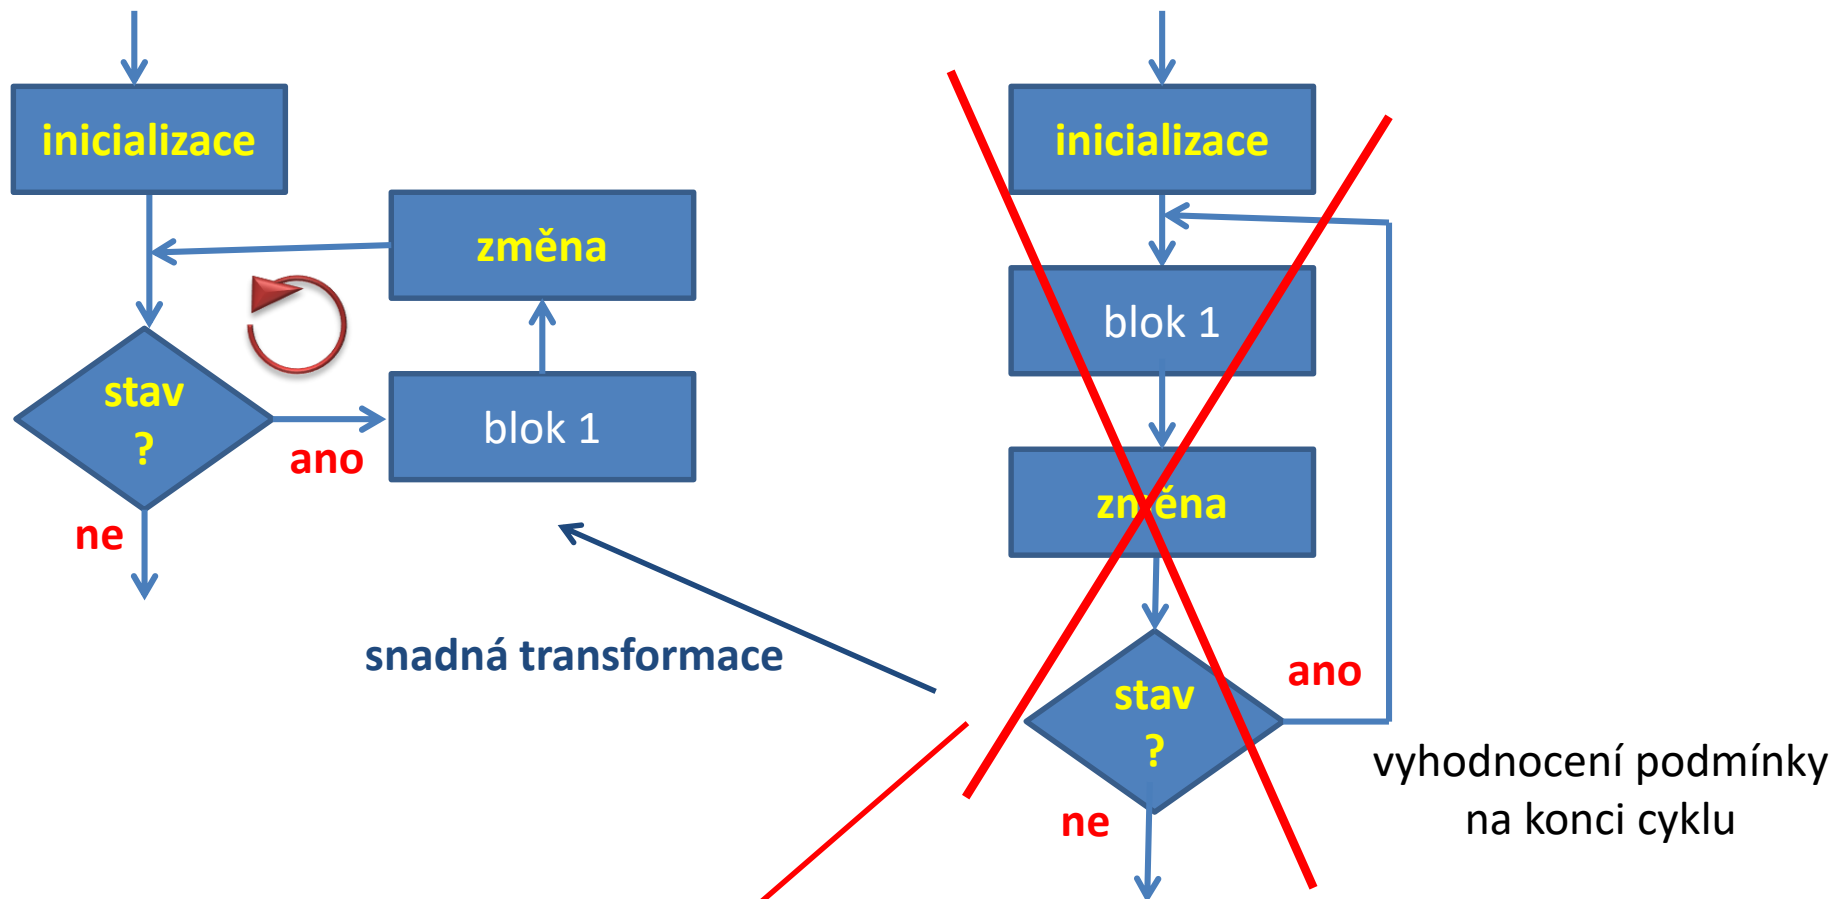 inicializace
změna
stav
?
ano
blok 1
ne
snadná transformace
inicializace
blok 1
změna
stav
?
ano
ne
vyhodnocení podmínky
na konci cyklu